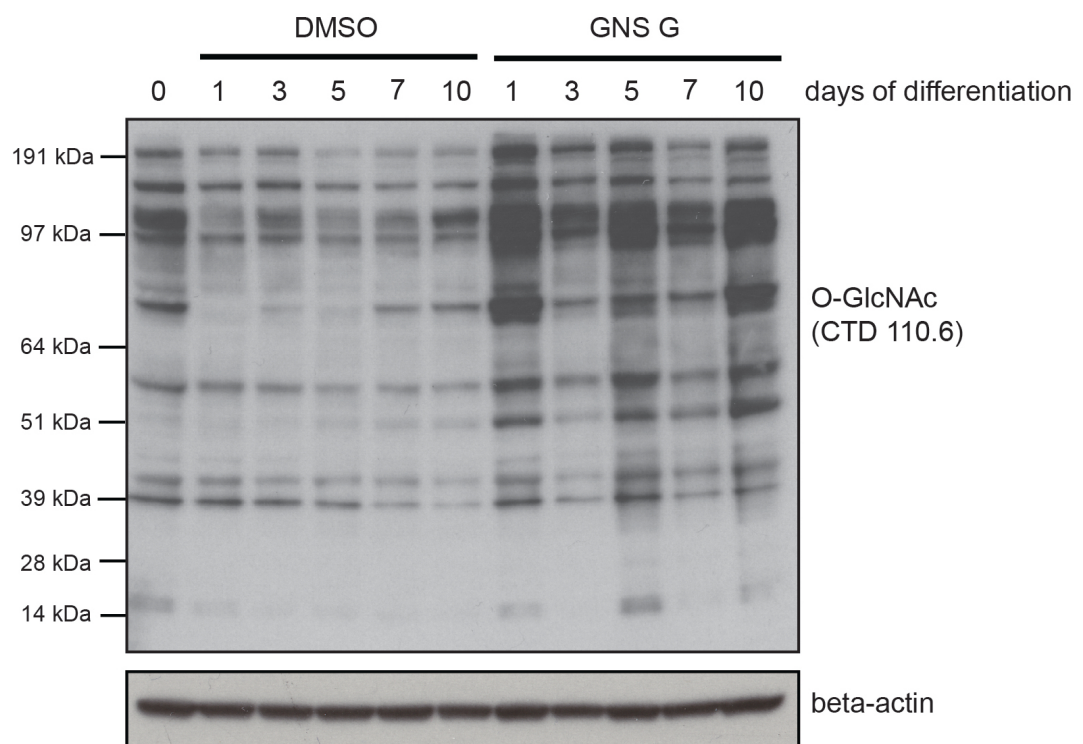 DMSO GNS G
0 1 3 5 7 10 1 3 5 7 10 days of differentiation
191 kDa
97 kDa
O-GlcNAc
(CTD 110.6)
64 kDa
51 kDa
39 kDa
28 kDa
14 kDa
beta-actin